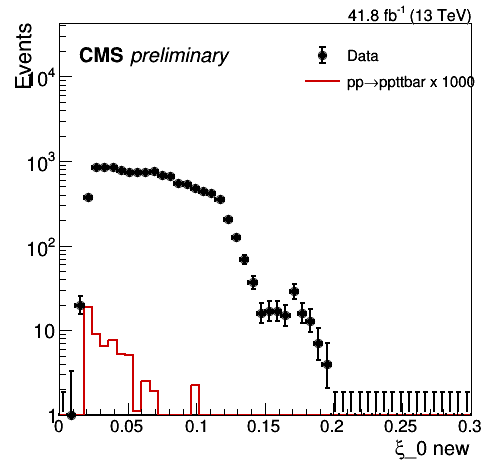 41.8 fb⁻¹ (13 TeV)
Events
CMS preliminary
Data
pp→ppttbar x 1000
10⁴
10³
10²
10
1
0 0.05 0.1 0.15 0.2 0.25 0.3
ξ_0 new